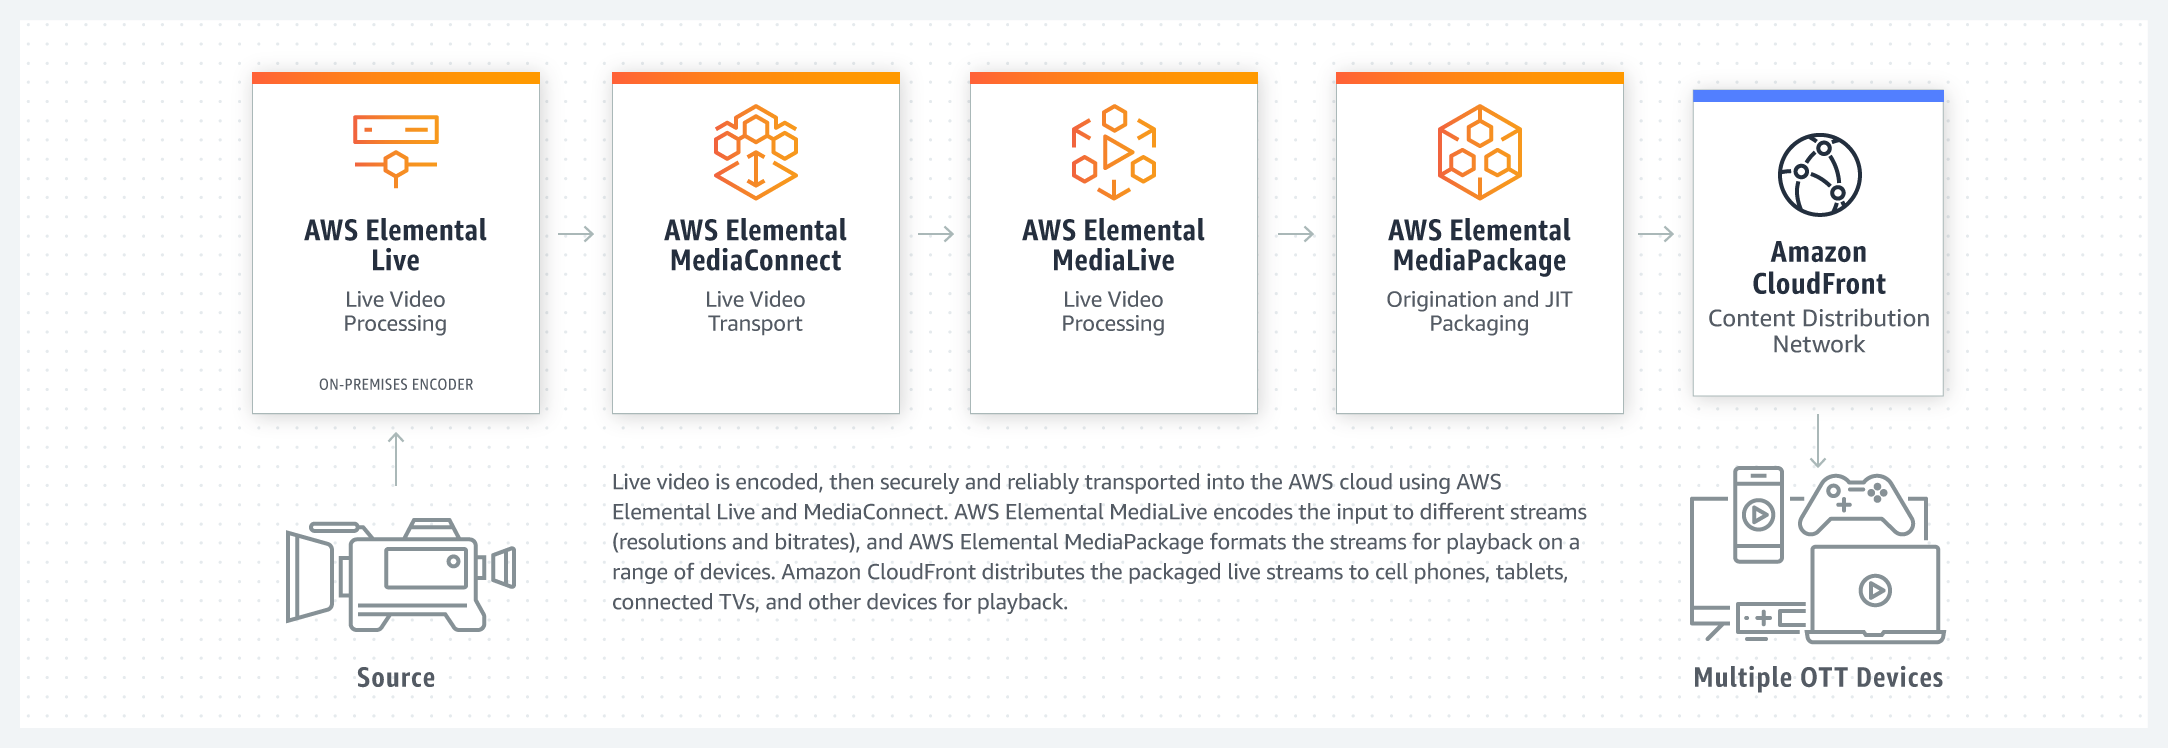 AWS Elemental
Live
Live Video
Processing
ON-PREMISES ENCODER
AWS Elemental
MediaConnect
Live Video
Transport
AWS Elemental
MediaLive
Live Video
Processing
AWS Elemental
MediaPackage
Origination and JIT
Packaging
Amazon
CloudFront
Content Distribution
Network
Live video is encoded, then securely and reliably transported into the AWS cloud using AWS
Elemental Live and MediaConnect. AWS Elemental MediaLive encodes the input to different streams
(resolutions and bitrates), and AWS Elemental MediaPackage formats the streams for playback on a
range of devices. Amazon CloudFront distributes the packaged live streams to cell phones, tablets,
connected TVs, and other devices for playback.
Source
Multiple OTT Devices